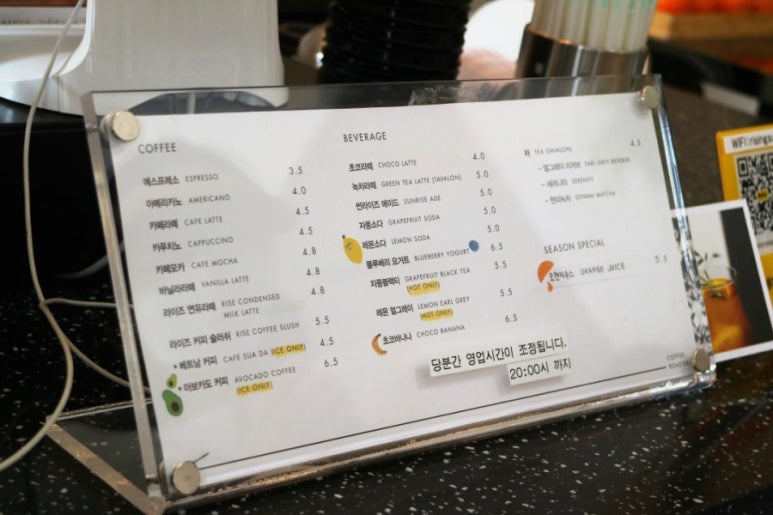 COFFEE
에스프레소 ESPRESSO 3.5
아메리카노 AMERICANO 4.0
카페라떼 CAFE LATTE 4.5
카푸치노 CAPPUCCINO 4.5
카페모카 CAFE MOCHA 4.8
바닐라라떼 VANILLA LATTE 4.8
라이즈 연유라떼 RISE CONDENSED 4.8
MILK LATTE
라이즈 커피 슬러쉬 RISE COFFEE SLUSH 5.5
베트남 커피 CAFE SUA DA (ICE ONLY) 4.5
아보카도 커피 AVOCADO COFFEE 6.5
(ICE ONLY)
BEVERAGE
초코라떼 CHOCO LATTE 4.0
녹차라떼 GREEN TEA LATTE (TAVALON) 5.0
썬라이즈 에이드 SUNRISE ADE 5.0
자몽소다 GRAPEFRUIT SODA 5.0
레몬소다 LEMON SODA 5.0
블루베리 요거트 BLUEBERRY YOGURT 6.5
자몽블랙티 GRAPEFRUIT BLACK TEA 5.5
(HOT ONLY)
레몬 얼그레이 LEMON EARL GREY 5.5
(HOT ONLY)
초코바나나 CHOCO BANANA 6.5
차 TEA (TAVALON) 4.5
- 얼그레이 리저브 EARL GREY RESERVE
- 세레니티 SERENITY
- 현미녹차 GENMAI MATCHA
SEASON SPECIAL
오렌지주스 ORANGE JUICE 5.5
당분간 영업시간이 조정됩니다.
20:00시 까지
COFFEE
WIFI: